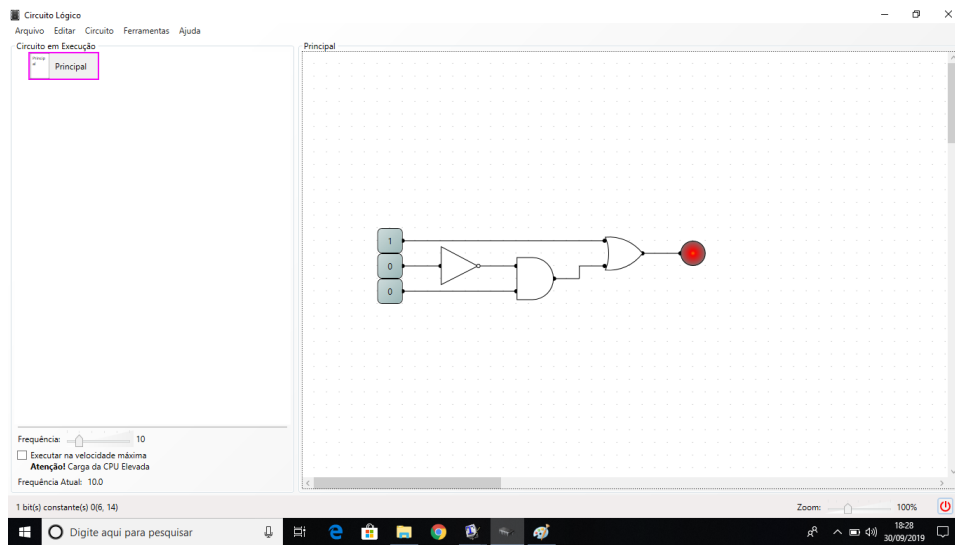 Circuito Lógico
Arquivo Editar Circuito Ferramentas Ajuda
Circuito em Execução
Princip
al
Principal
Principal
1
0
0
Frequência: 10
Executar na velocidade máxima
Atenção! Carga da CPU Elevada
Frequência Atual: 10.0
1 bit(s) constante(s) 0(6, 14)
Zoom: 100%
Digite aqui para pesquisar
18:28
30/09/2019